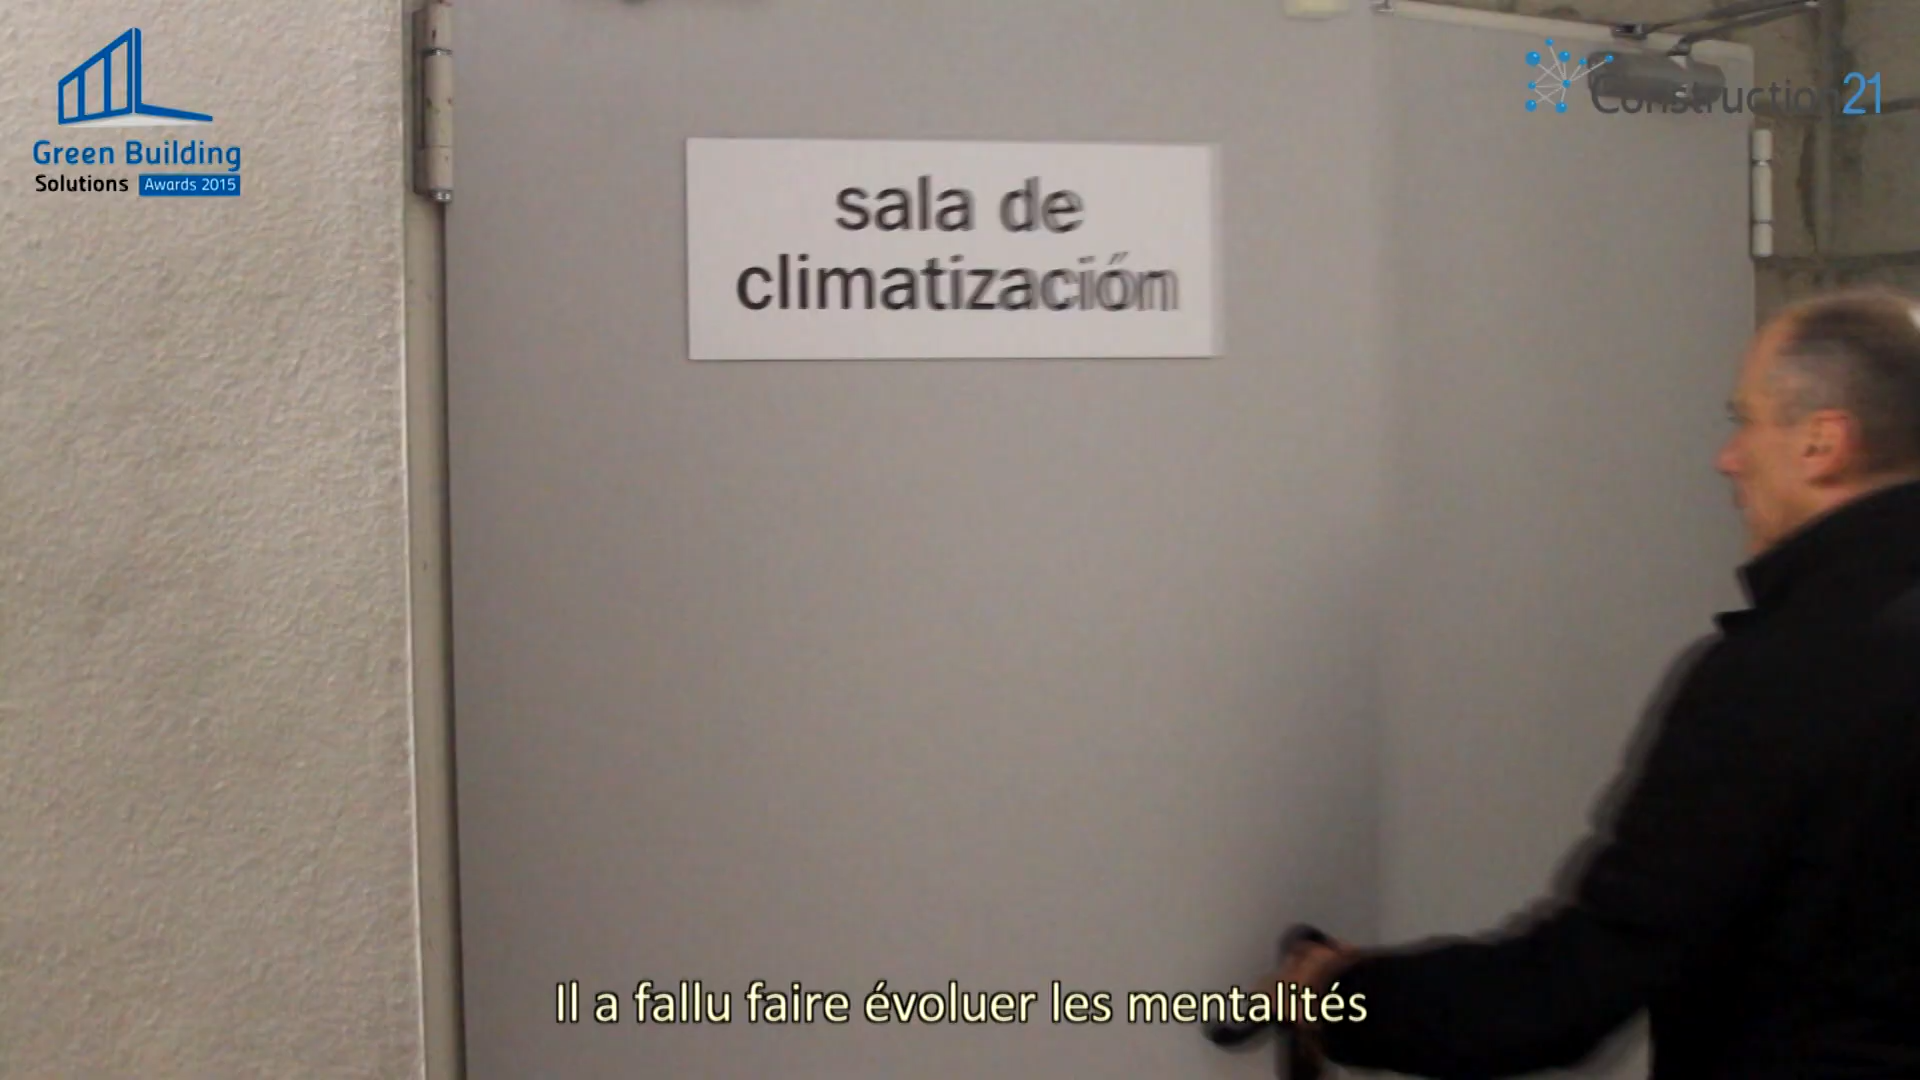 Green Building
Solutions Awards 2015
Construction21
sala de
climatización
Il a fallu faire évoluer les mentalités